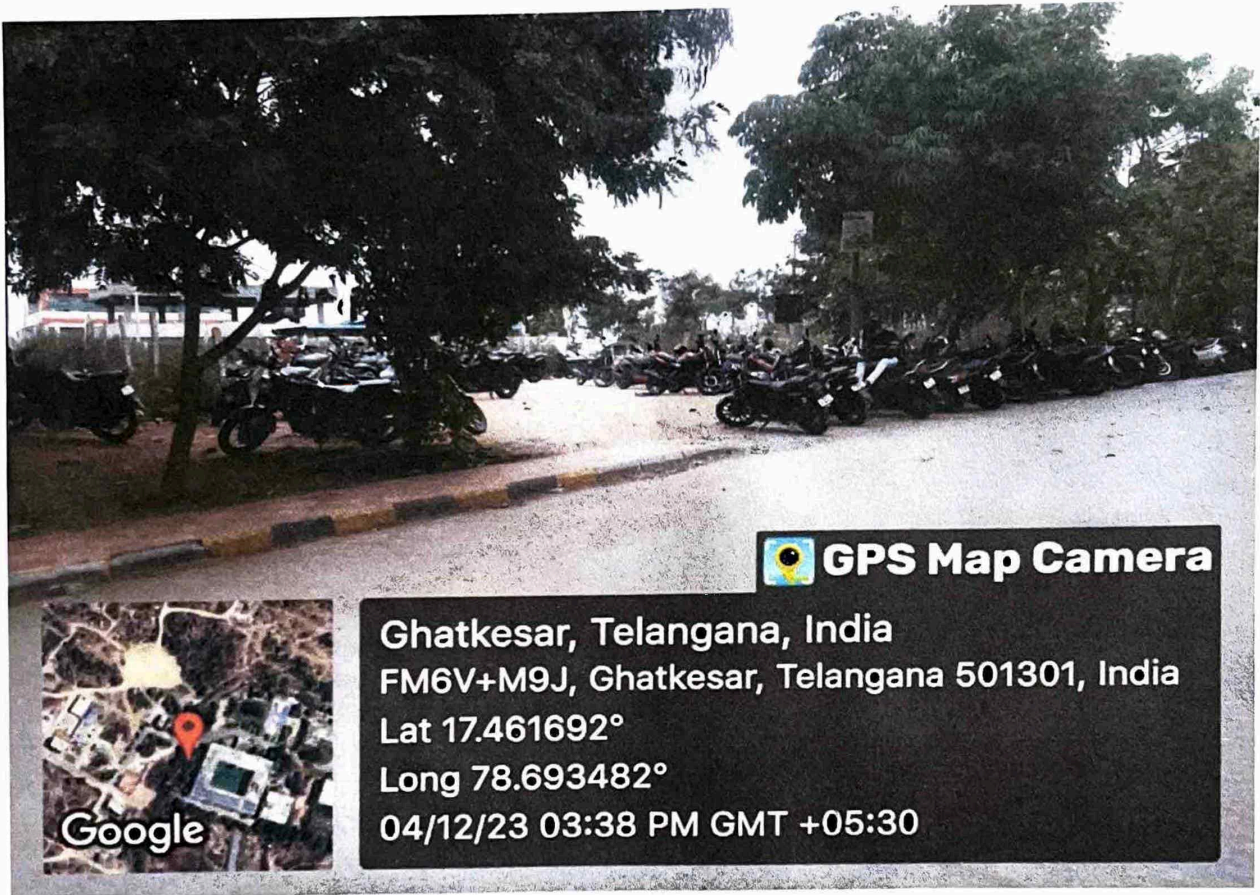 GPS Map Camera
Ghatkesar, Telangana, India
FM6V+M9J, Ghatkesar, Telangana 501301, India
Lat 17.461692°
Long 78.693482°
04/12/23 03:38 PM GMT +05:30
Google